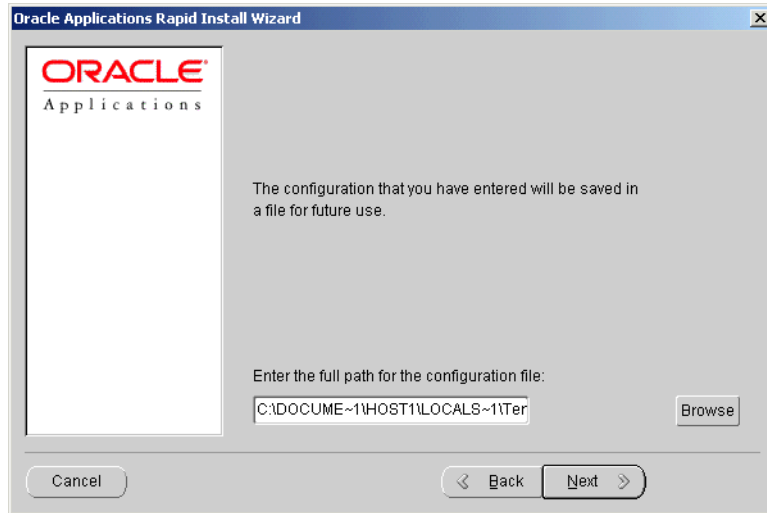 Oracle Applications Rapid Install Wizard
ORACLE
Applications
The configuration that you have entered will be saved in
a file for future use.
Enter the full path for the configuration file:
C:\DOCUME~1\HOST1\LOCALS~1\Ter
Browse
Cancel
Back
Next